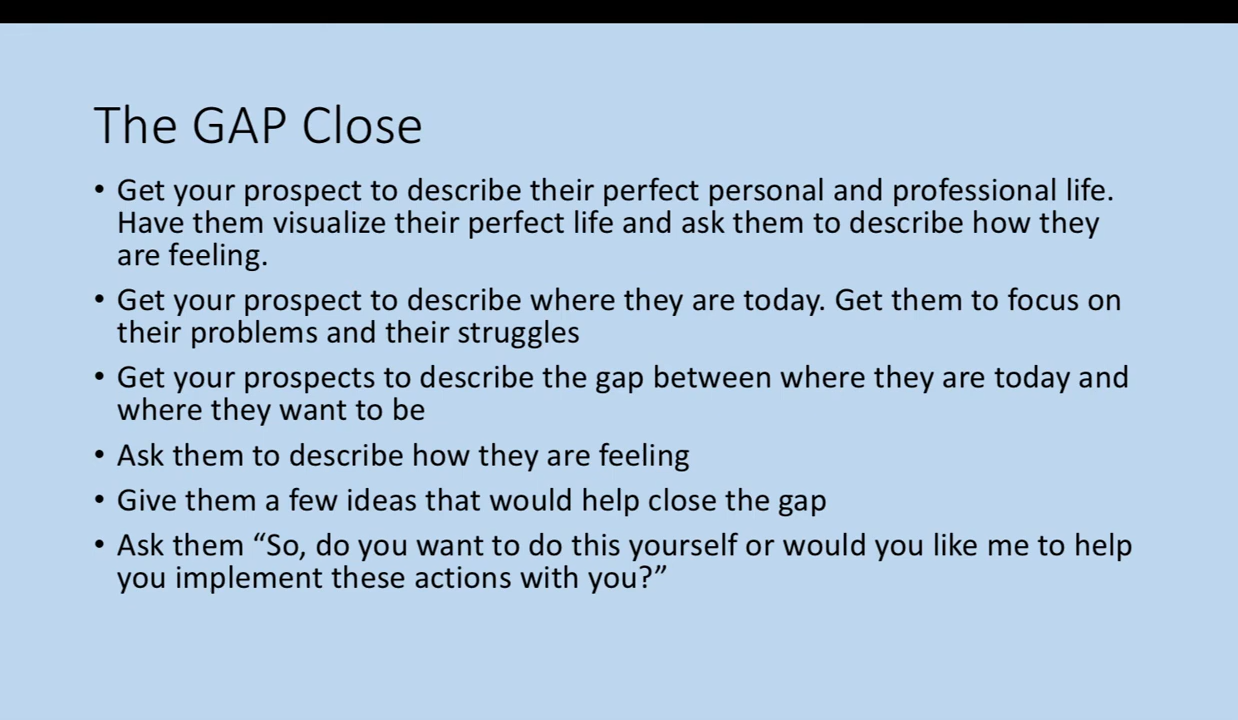 The GAP Close
• Get your prospect to describe their perfect personal and professional life.
Have them visualize their perfect life and ask them to describe how they
are feeling.
• Get your prospect to describe where they are today. Get them to focus on
their problems and their struggles
• Get your prospects to describe the gap between where they are today and
where they want to be
• Ask them to describe how they are feeling
• Give them a few ideas that would help close the gap
• Ask them “So, do you want to do this yourself or would you like me to help
you implement these actions with you?”